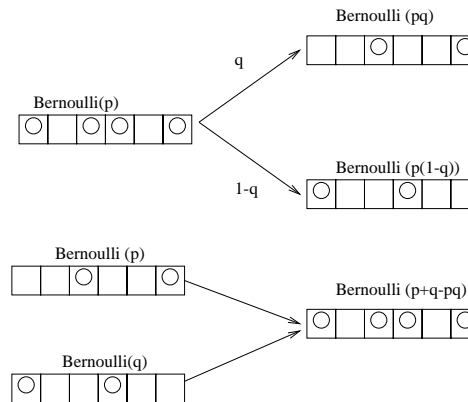 Bernoulli (pq)
q
Bernoulli(p)
Bernoulli (p(1-q))
1-q
Bernoulli (p)
Bernoulli (p+q-pq)
Bernoulli(q)